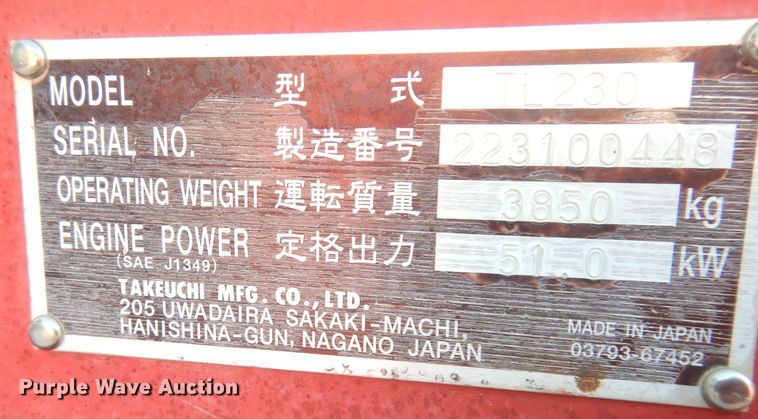 MODEL 型 式 TL230
SERIAL NO. 製造番号 223100448
OPERATING WEIGHT 運転質量 3850 kg
ENGINE POWER 定格出力 51.0 kW
(SAE J1349)
TAKEUCHI MFG. CO., LTD.
205 UWADAIRA SAKAKI-MACHI,
HANISHINA-GUN, NAGANO JAPAN
MADE IN JAPAN
03793-67452
Purple Wave Auction